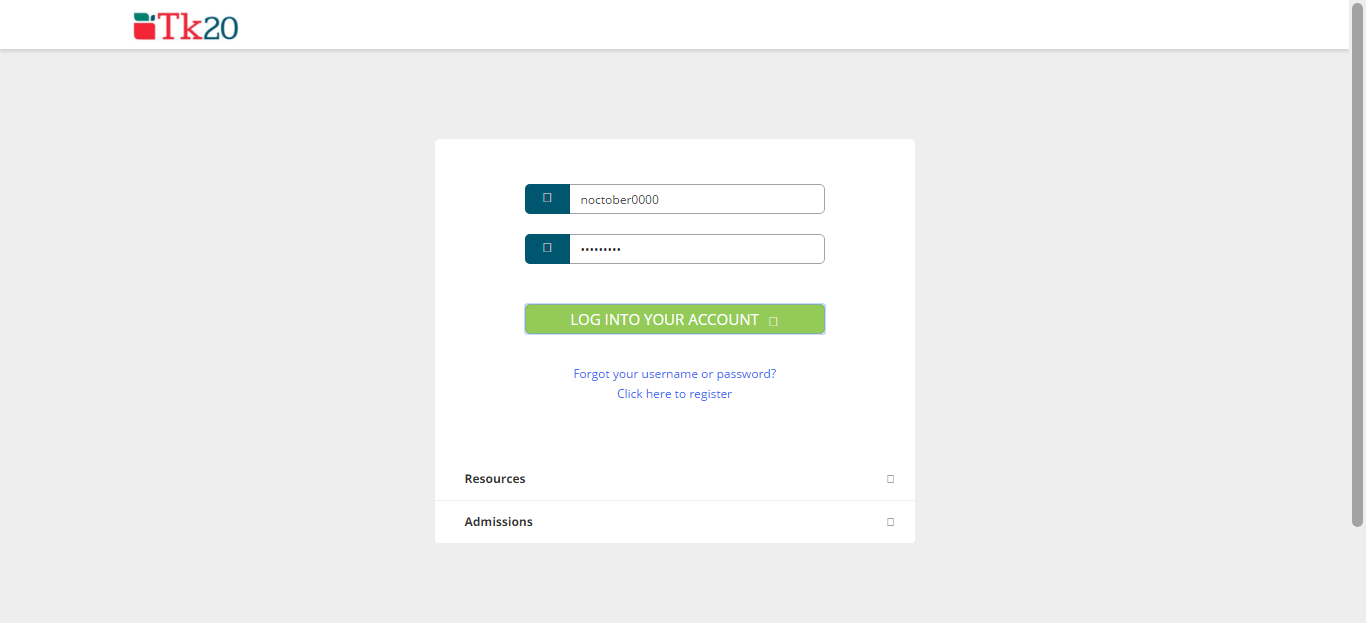 Tk20
noctober0000
•••••••••
LOG INTO YOUR ACCOUNT
Forgot your username or password?
Click here to register
Resources
Admissions